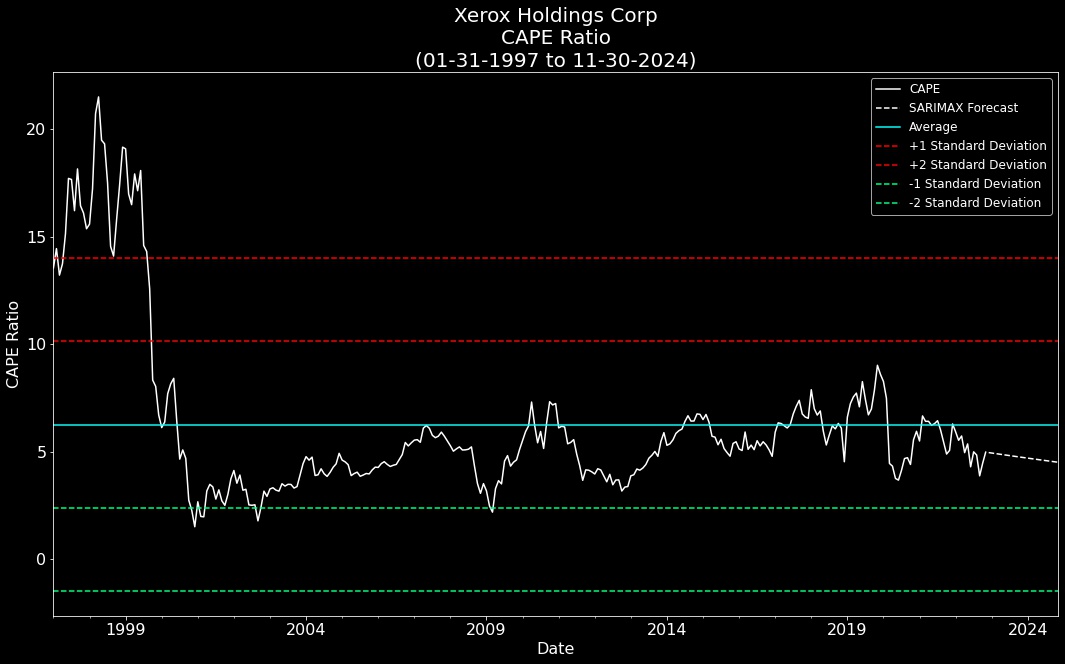 Xerox Holdings Corp
CAPE Ratio
(01-31-1997 to 11-30-2024)
CAPE
SARIMAX Forecast
Average
+1 Standard Deviation
+2 Standard Deviation
-1 Standard Deviation
-2 Standard Deviation
CAPE Ratio
20
15
10
5
0
1999
2004
2009
2014
2019
2024
Date